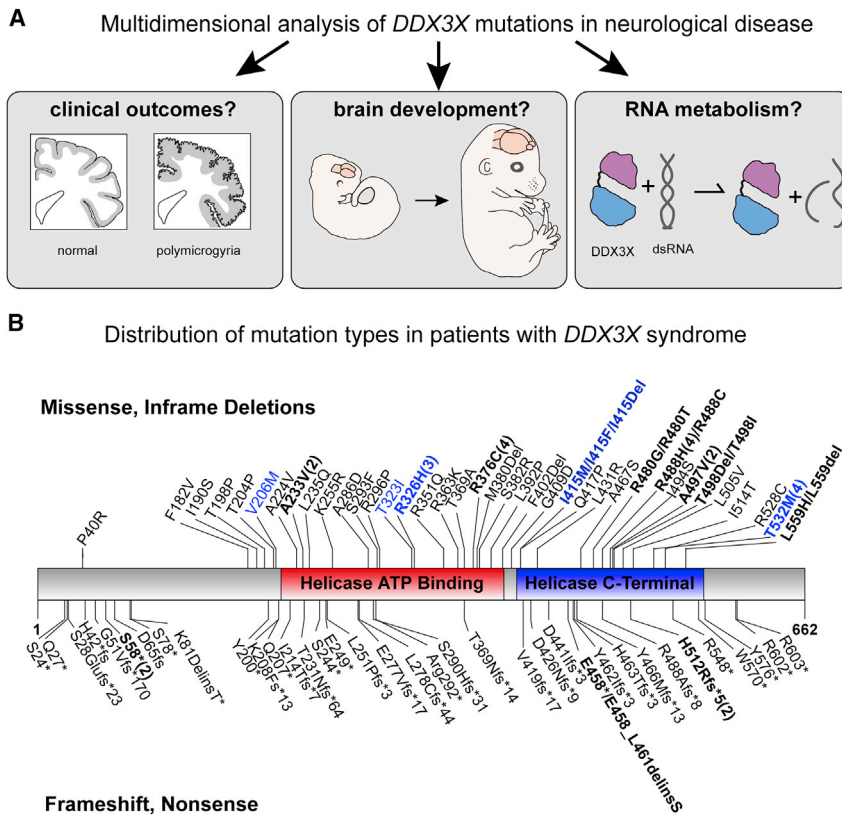 A
Multidimensional analysis of DDX3X mutations in neurological disease
clinical outcomes?
normal
polymicrogyria
brain development?
RNA metabolism?
+
+
DDX3X
dsRNA
B
Distribution of mutation types in patients with DDX3X syndrome
Missense, Inframe Deletions
P40R
F182V
I190S
T198P
T204P
V206M
A224V
A233V(2)
L235Q
K255R
A286D
S293F
R296P
T323I
R326H(3)
R351Q
R363K
T369A
R376C(4)
M380Del
S382R
L392P
F402Del
G409D
I415M/I415F/I415Del
Q417P
L431R
A467S
R480G/R480T
R488H(4)/R488C
I494S
A497V(2)
T498Del/T498I
L505V
I514T
R528C
T532M(4)
L559H/L559del
Helicase ATP Binding
Helicase C-Terminal
1
662
S24*
Q27*
S29Glufs*23
H42*fs
G51Vfs*170
S58*(2)
D65fs
S78*
K81DelinsT*
Y200*
Q207*
K208Fs*13
I214Tfs*7
T231Nfs*64
S244*
E249*
L251Pfs*3
E277Vfs*17
L278Cfs*44
Arg292*
S290Hfs*31
T369Nfs*14
V419fs*17
D426Nfs*9
D441Ifs*3
E458*/E458_L461delinsS
Y462Ifs*3
H463Tfs*3
Y466Mfs*13
R488Afs*8
H512Rfs*5(2)
R548*
W570*
Y576*
R602*
R603*
Frameshift, Nonsense